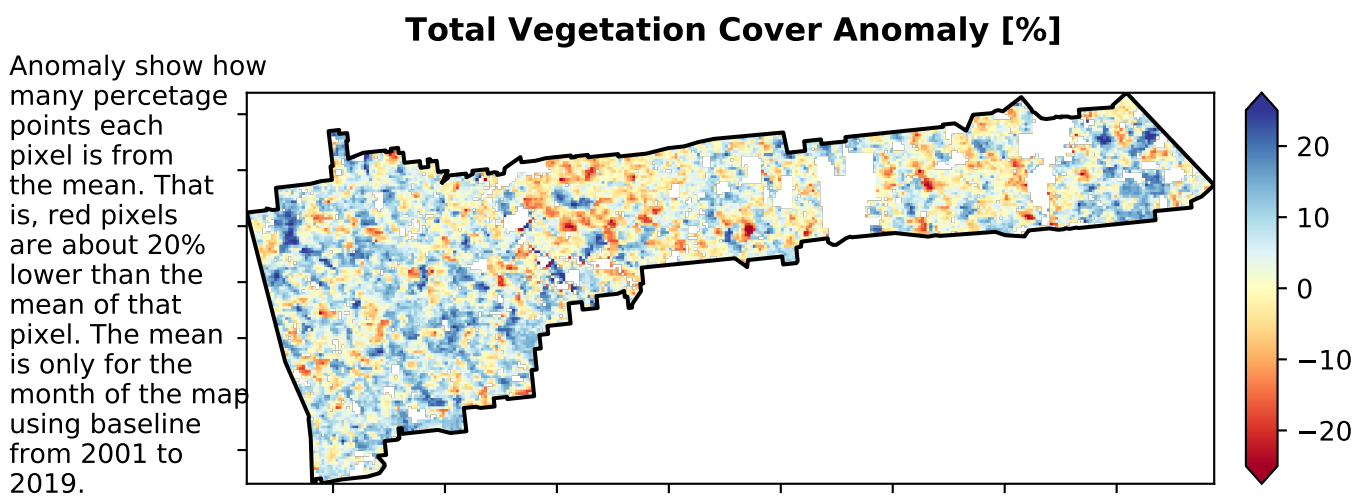 Total Vegetation Cover Anomaly [%]
Anomaly show how
many percetage
points each
pixel is from
the mean. That
is, red pixels
are about 20%
lower than the
mean of that
pixel. The mean
is only for the
month of the map
using baseline
from 2001 to
2019.
20
10
0
−10
−20